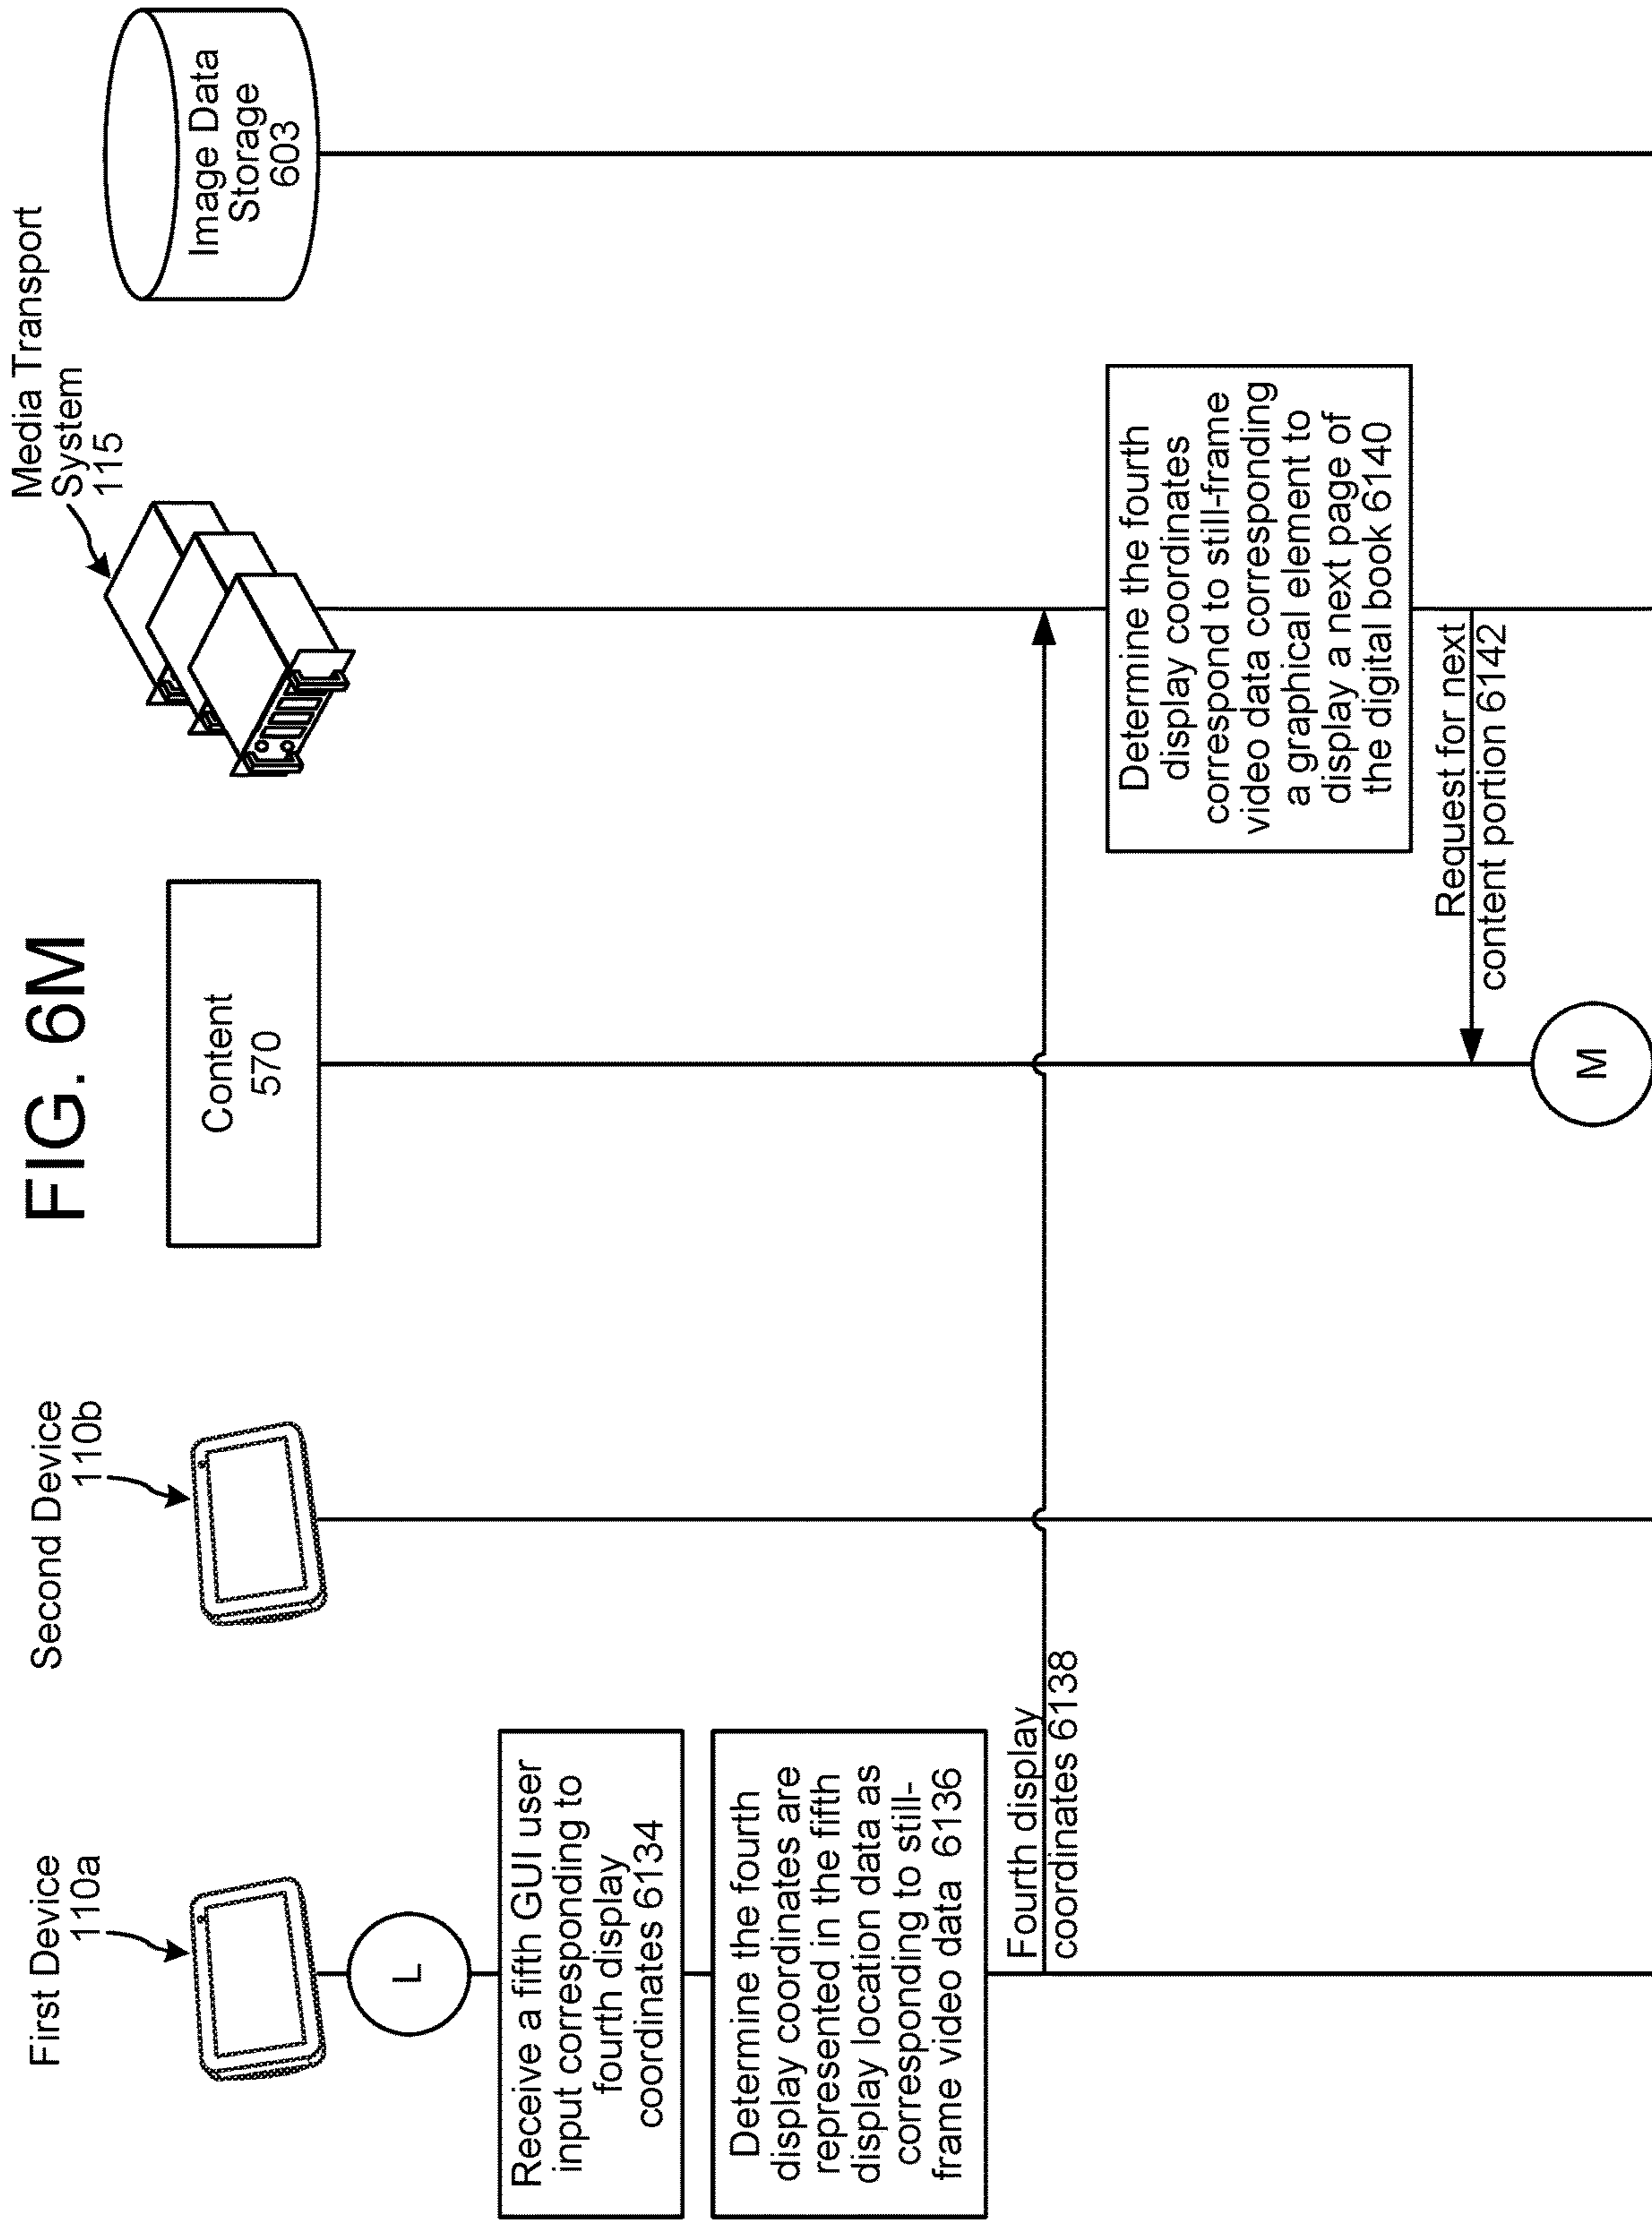 FIG. 6M
First Device
110a
Second Device
110b
Content
570
Media Transport
System
115
Image Data
Storage
603
L
Receive a fifth GUI user
input corresponding to
fourth display
coordinates 6134
Determine the fourth
display coordinates are
represented in the fifth
display location data as
corresponding to still-
frame video data 6136
Fourth display
coordinates 6138
Determine the fourth
display coordinates
correspond to still-frame
video data corresponding
a graphical element to
display a next page of
the digital book 6140
Request for next
content portion 6142
M